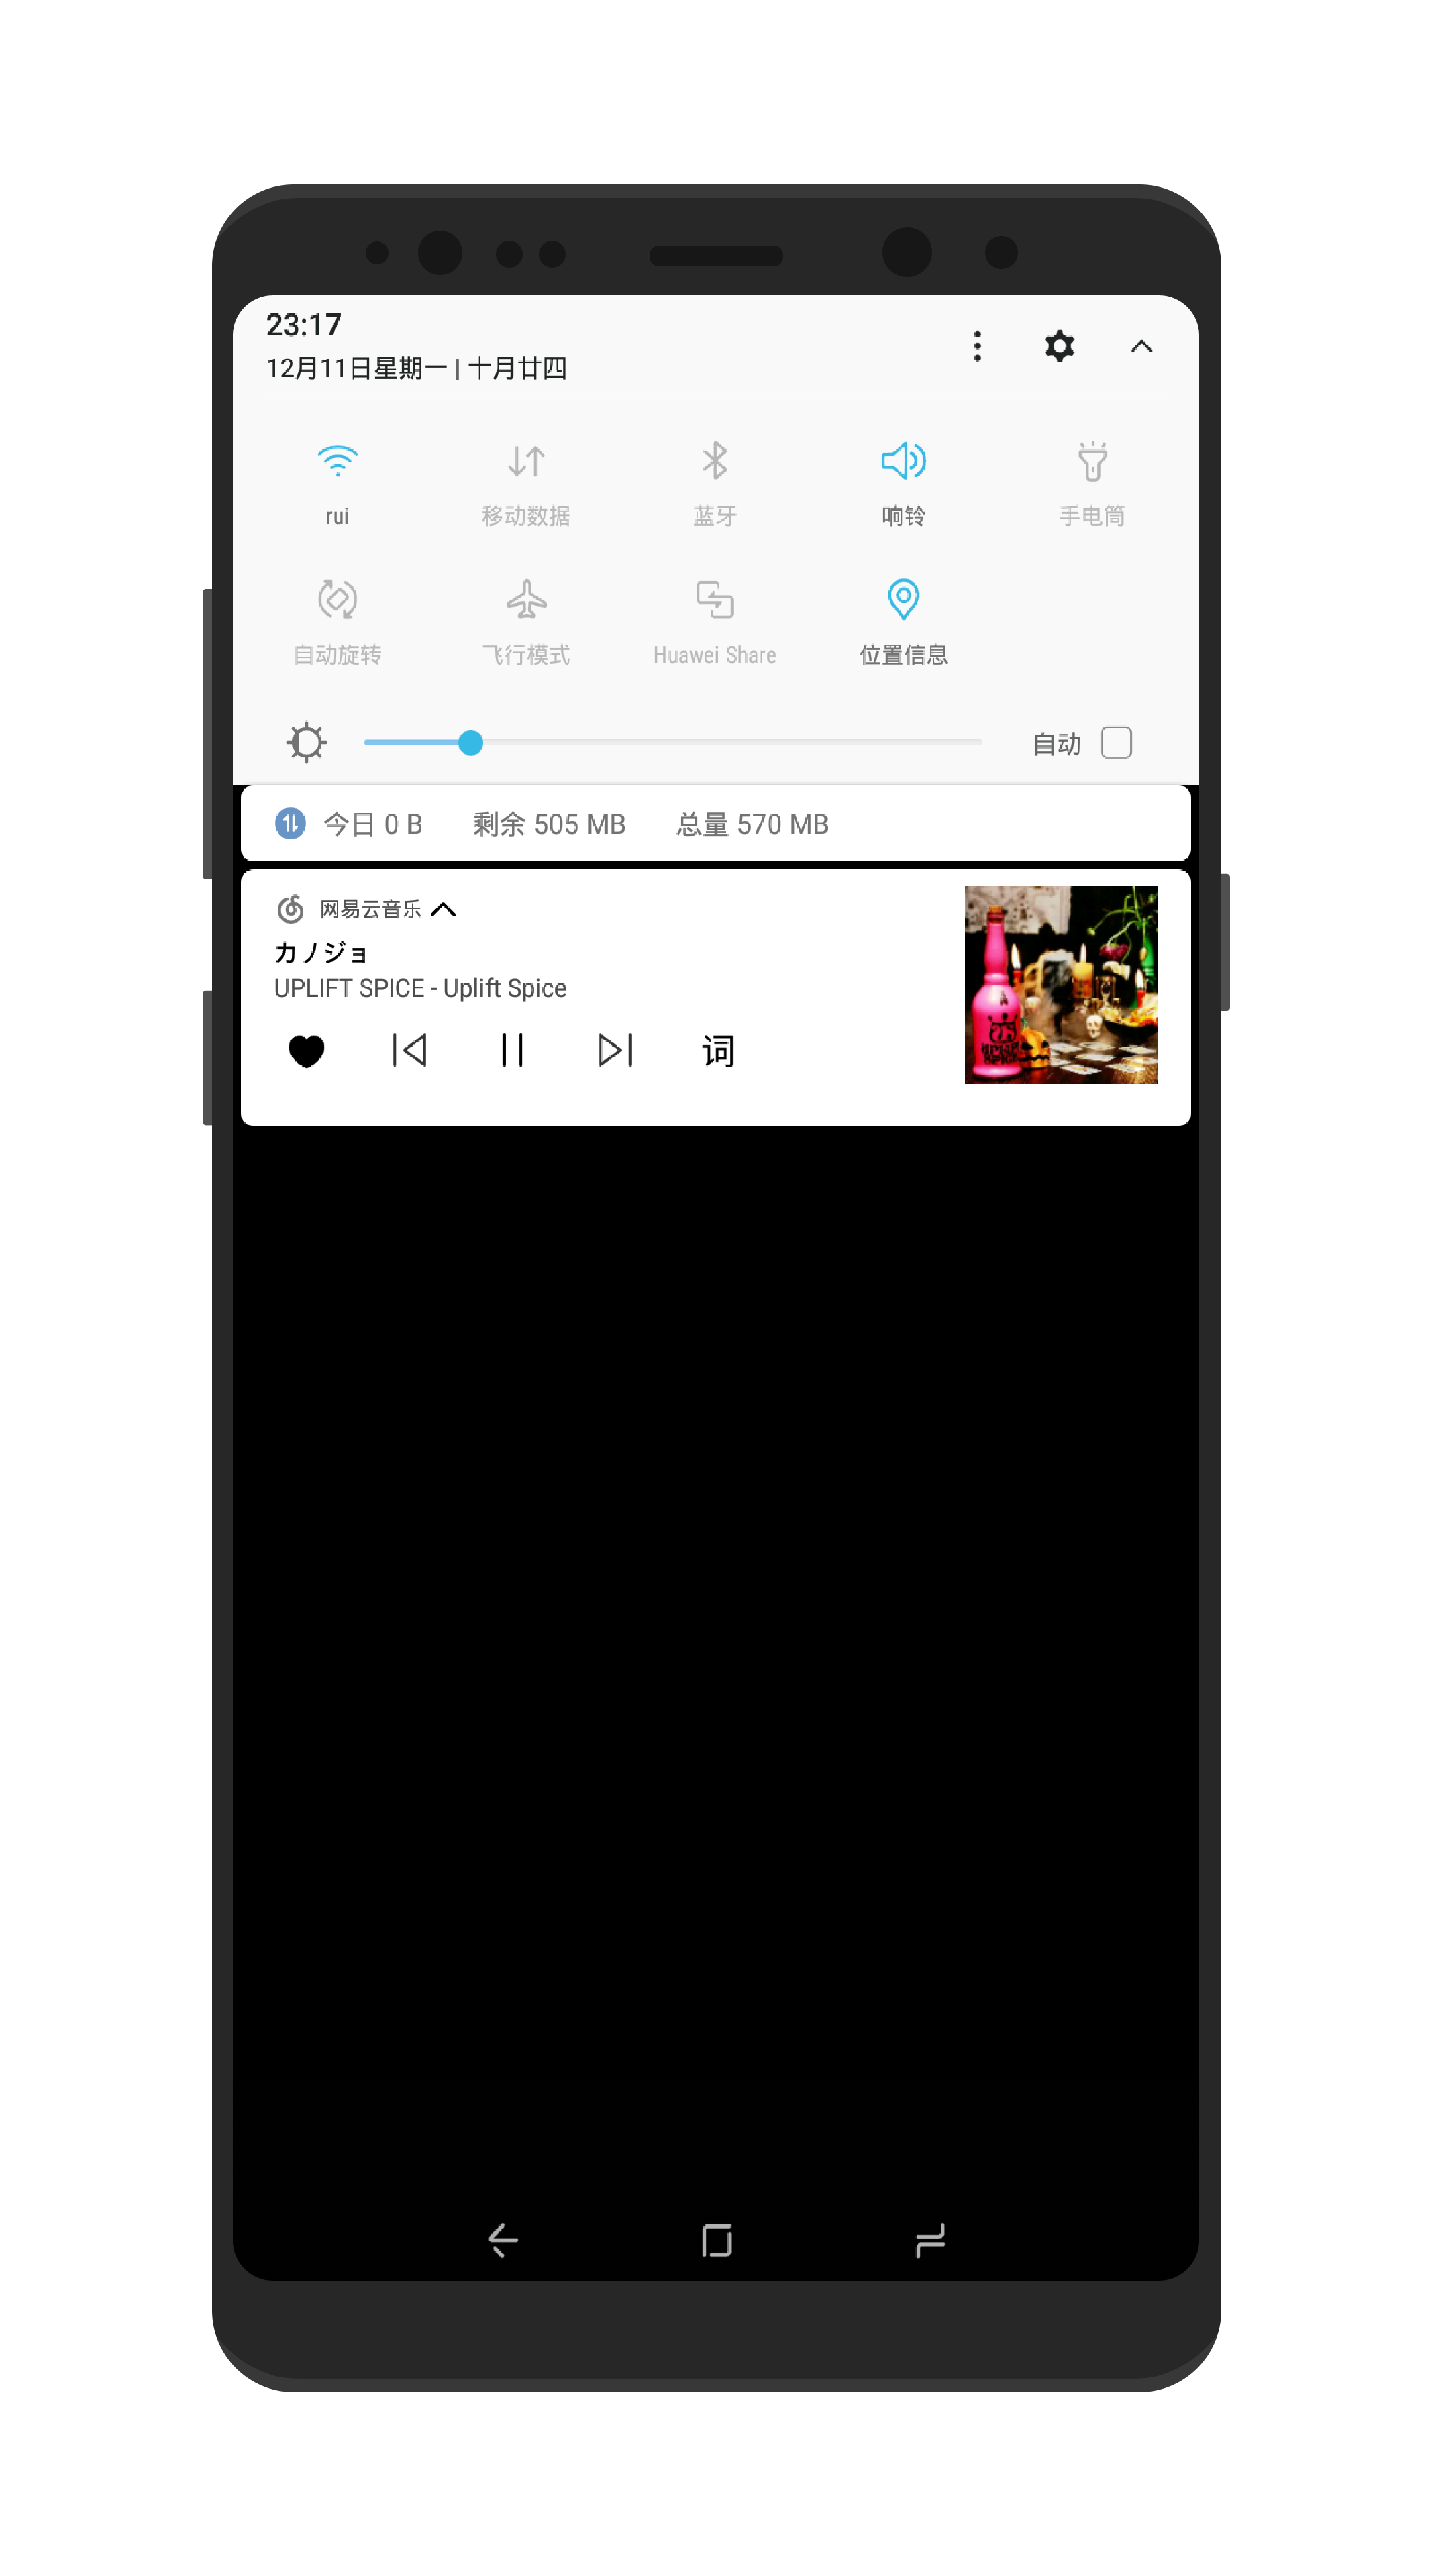 23:17
12月11日星期一 | 十月廿四
rui 移动数据 蓝牙 响铃 手电筒
自动旋转 飞行模式 Huawei Share 位置信息
自动
今日 0 B 剩余 505 MB 总量 570 MB
网易云音乐
カノジョ
UPLIFT SPICE - Uplift Spice
词